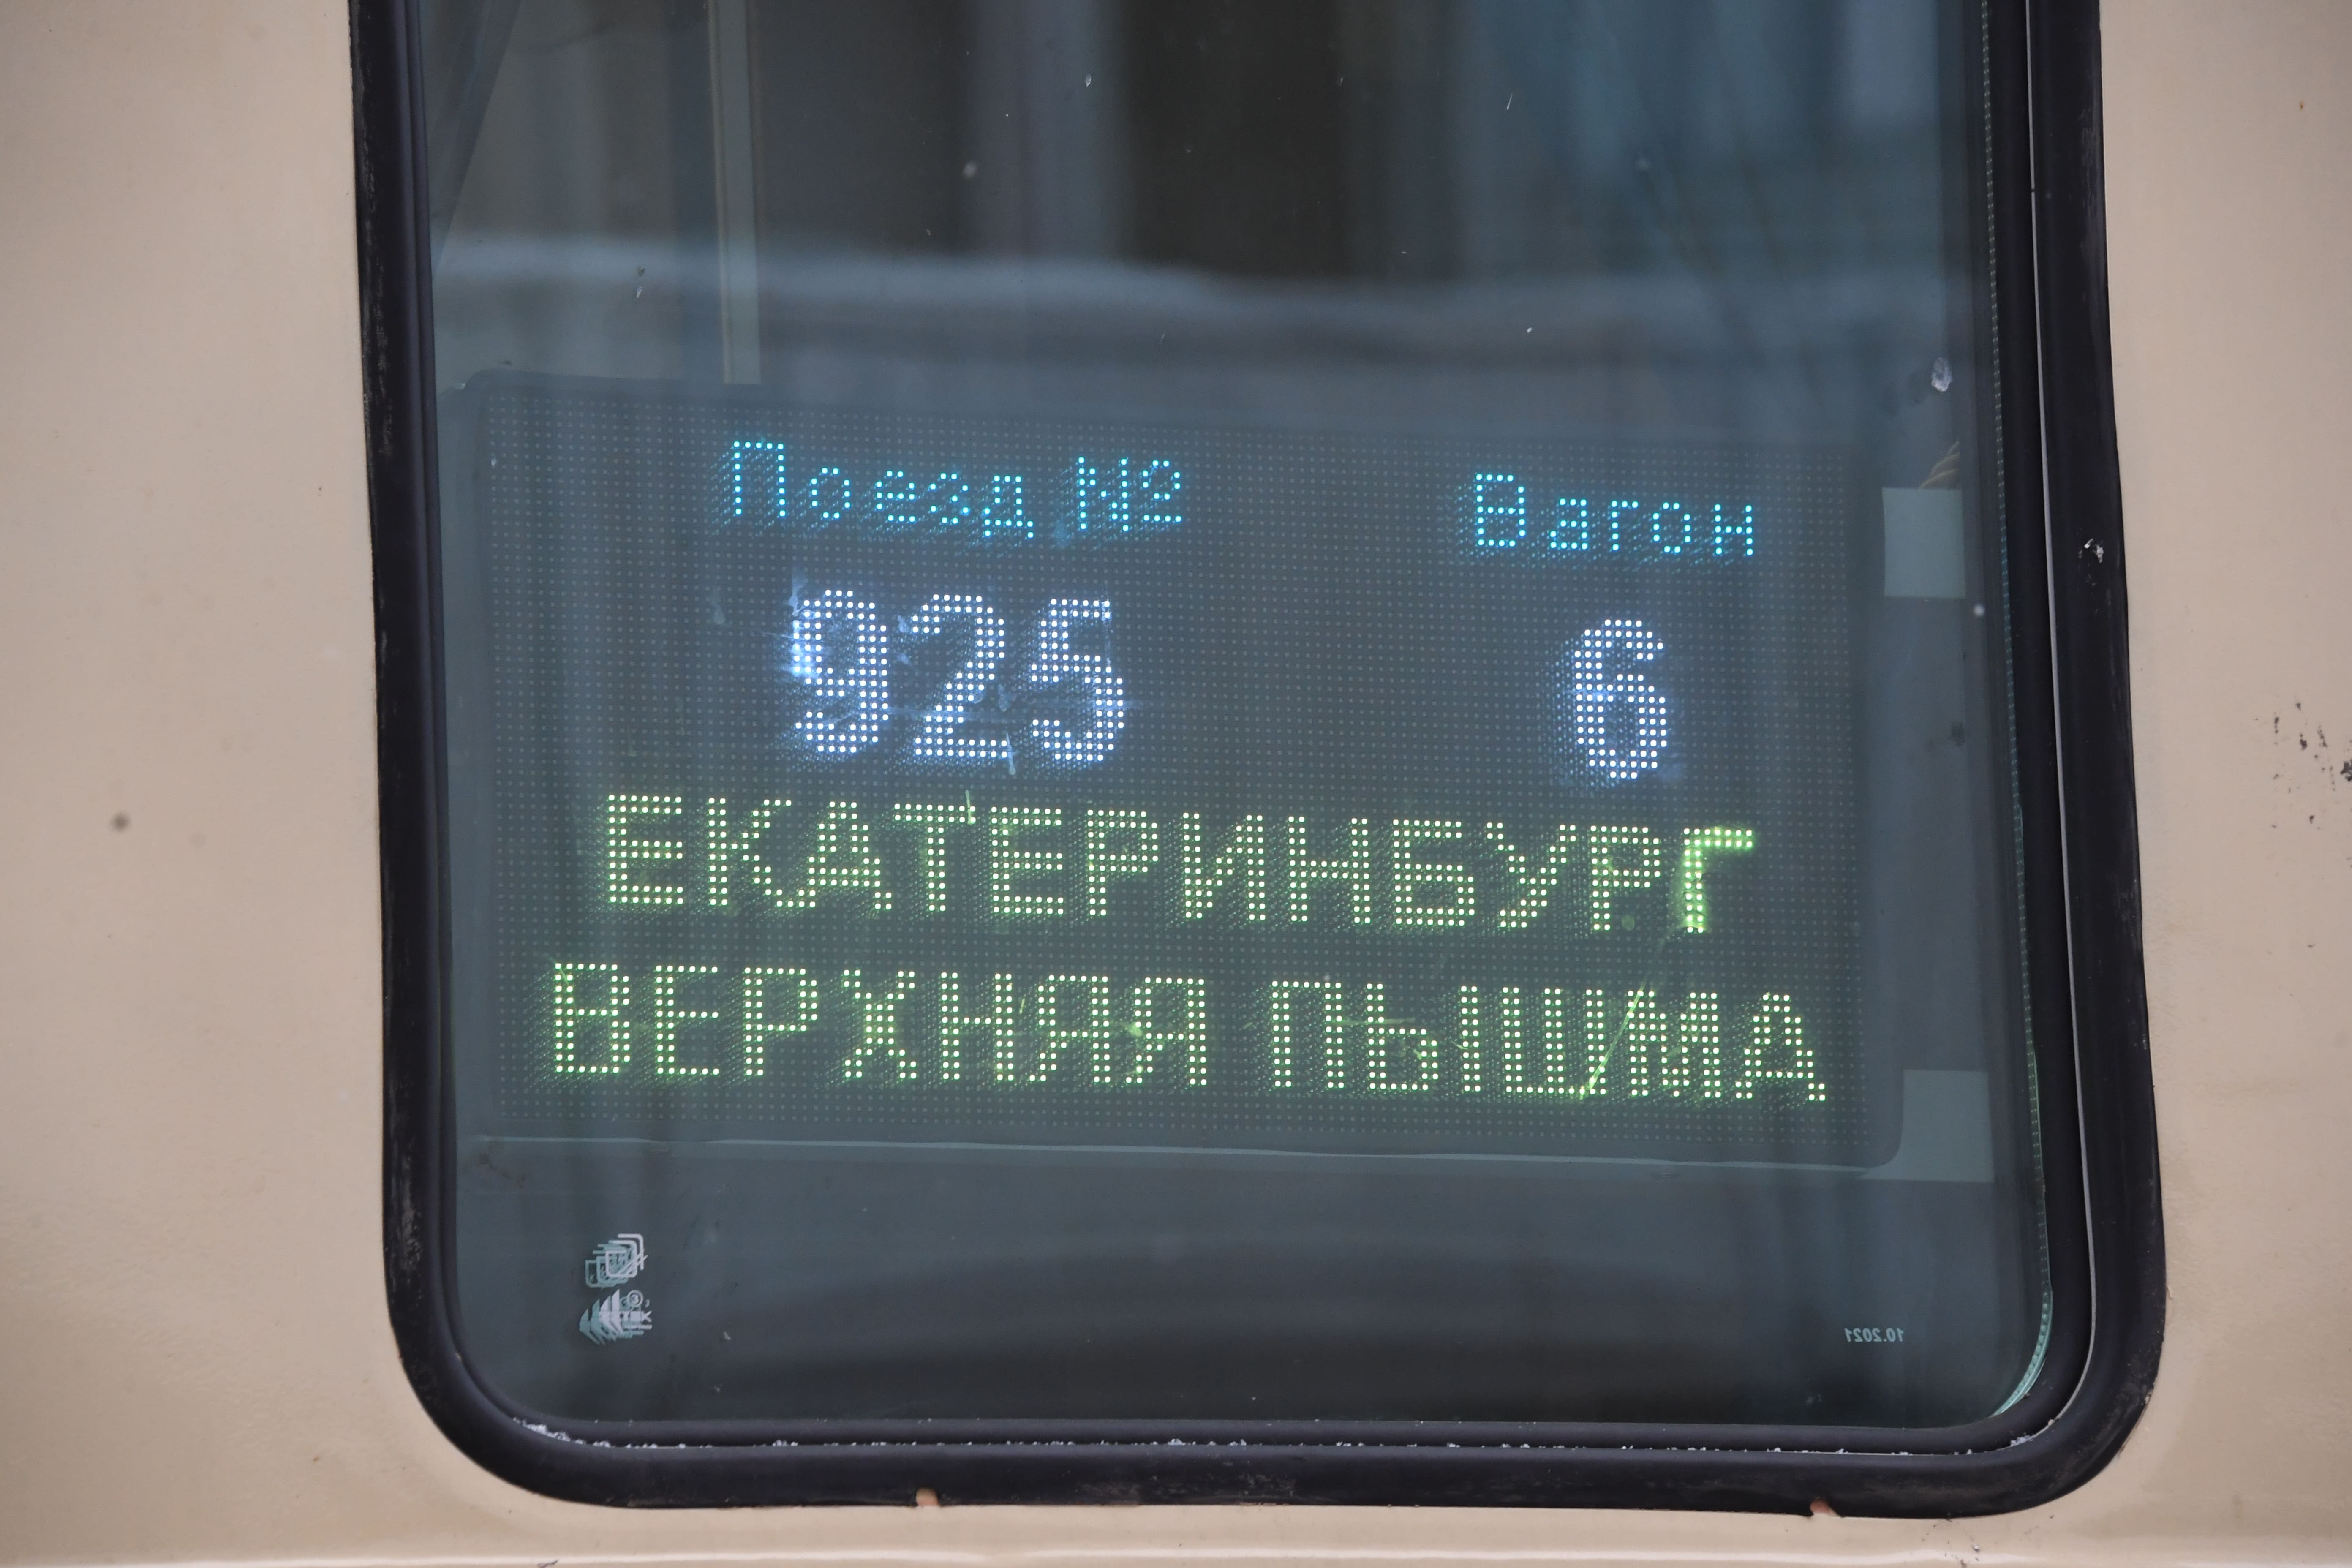 Поезд № Вагон
925 6
ЕКАТЕРИНБУРГ
ВЕРХНЯЯ ПЫШМА
10.2021